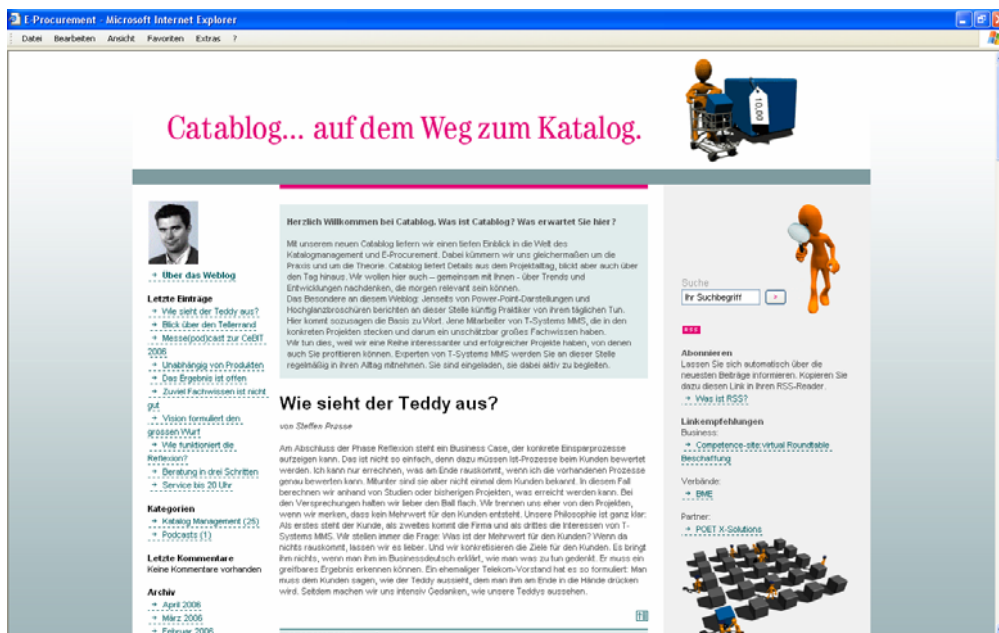 E-Procurement - Microsoft Internet Explorer
Datei Bearbeiten Ansicht Favoriten Extras ?
Catablog... auf dem Weg zum Katalog.
10,00
Über das Weblog
Letzte Einträge
Wie sieht der Teddy aus?
Blick über den Tellerrand
Messe(pod)cast zur CeBIT
2006
Unabhängig von Produkten
Das Ergebnis ist offen
Zuviel Fachwissen ist nicht
gut
Vision formuliert den
grossen Wurf
Wie funktioniert die
Reflexion?
Beratung in drei Schritten
Service bis 20 Uhr
Kategorien
Katalog Management (25)
Podcasts (1)
Letzte Kommentare
Keine Kommentare vorhanden
Archiv
April 2006
März 2006
Februar 2006
Herzlich Willkommen bei Catablog. Was ist Catablog? Was erwartet Sie hier?
Mit unserem neuen Catablog liefern wir einen tiefen Einblick in die Welt des
Katalogmanagement und E-Procurement. Dabei kümmern wir uns gleichermaßen um die
Praxis und um die Theorie. Catablog liefert Details aus dem Projektalltag, blickt aber auch über
den Tag hinaus. Wir wollen hier auch – gemeinsam mit Ihnen - über Trends und
Entwicklungen nachdenken, die morgen relevant sein können.
Das Besondere an diesem Weblog: Jenseits von Power-Point-Darstellungen und
Hochglanzbroschüren berichten an dieser Stelle künftig Praktiker von ihrem täglichen Tun.
Hier kommt sozusagen die Basis zu Wort. Jene Mitarbeiter von T-Systems MMS, die in den
konkreten Projekten stecken und darum ein unschätzbar großes Fachwissen haben.
Wir tun dies, weil wir eine Reihe interessanter und erfolgreicher Projekte haben, von denen
auch Sie profitieren können. Experten von T-Systems MMS werden Sie an dieser Stelle
regelmäßig in ihren Alltag mitnehmen. Sie sind eingeladen, sie dabei aktiv zu begleiten.
Wie sieht der Teddy aus?
von Steffen Prasse
Am Abschluss der Phase Reflexion steht ein Business Case, der konkrete Einsparprozesse
aufzeigen kann. Das ist nicht so einfach, denn dazu müssen Ist-Prozesse beim Kunden bewertet
werden. Ich kann nur errechnen, was am Ende rauskommt, wenn ich die vorhandenen Prozesse
genau bewerten kann. Mitunter sind sie aber nicht einmal dem Kunden bekannt. In diesem Fall
berechnen wir anhand von Studien oder bisherigen Projekten, was erreicht werden kann. Bei
den Versprechungen halten wir lieber den Ball flach. Wir trennen uns eher von den Projekten,
wenn wir merken, dass kein Mehrwert für den Kunden entsteht. Unsere Philosophie ist ganz klar:
Als erstes steht der Kunde, als zweites kommt die Firma und als drittes die Interessen von T-
Systems MMS. Wir stellen immer die Frage: Was ist der Mehrwert für den Kunden? Wenn da
nichts rauskommt, lassen wir es lieber. Und wir konkretisieren die Ziele für den Kunden. Es bringt
ihm nichts, wenn man ihm im Businessdeutsch erklärt, wie man was zu tun gedenkt. Er muss ein
greifbares Ergebnis erkennen können. Ein ehemaliger Telekom-Vorstand hat es so formuliert: Man
muss dem Kunden sagen, wie der Teddy aussieht, dem man ihm am Ende in die Hände drücken
wird. Seitdem machen wir uns intensiv Gedanken, wie unsere Teddys aussehen.
Suche
Ihr Suchbegriff
RSS
Abonnieren
Lassen Sie sich automatisch über die
neuesten Beiträge informieren. Kopieren Sie
dazu diesen Link in Ihren RSS-Reader.
Was ist RSS?
Linkempfehlungen
Business:
Competence-site:virtual Roundtable
Beschaffung
Verbände:
BME
Partner:
POET X-Solutions